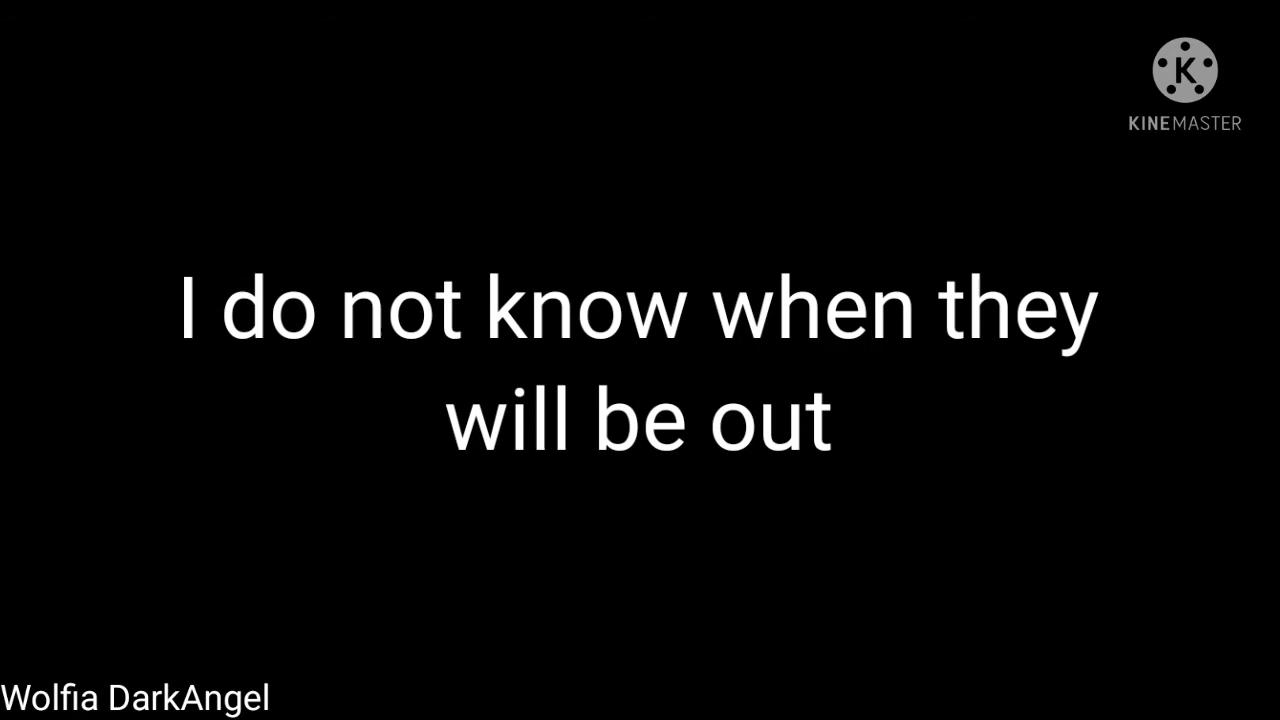 K
KINEMASTER
I do not know when they
will be out
Wolfia DarkAngel